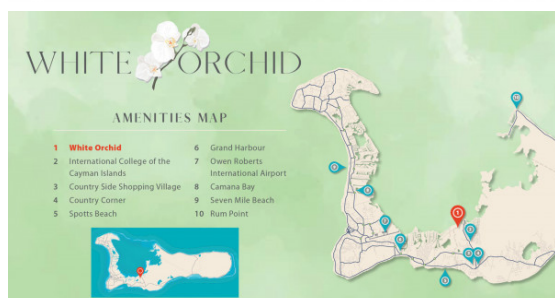 WHITE ORCHID
AMENITIES MAP
1 White Orchid
2 International College of the
Cayman Islands
3 Country Side Shopping Village
4 Country Corner
5 Spotts Beach
6 Grand Harbour
7 Owen Roberts
International Airport
8 Camana Bay
9 Seven Mile Beach
10 Rum Point
1